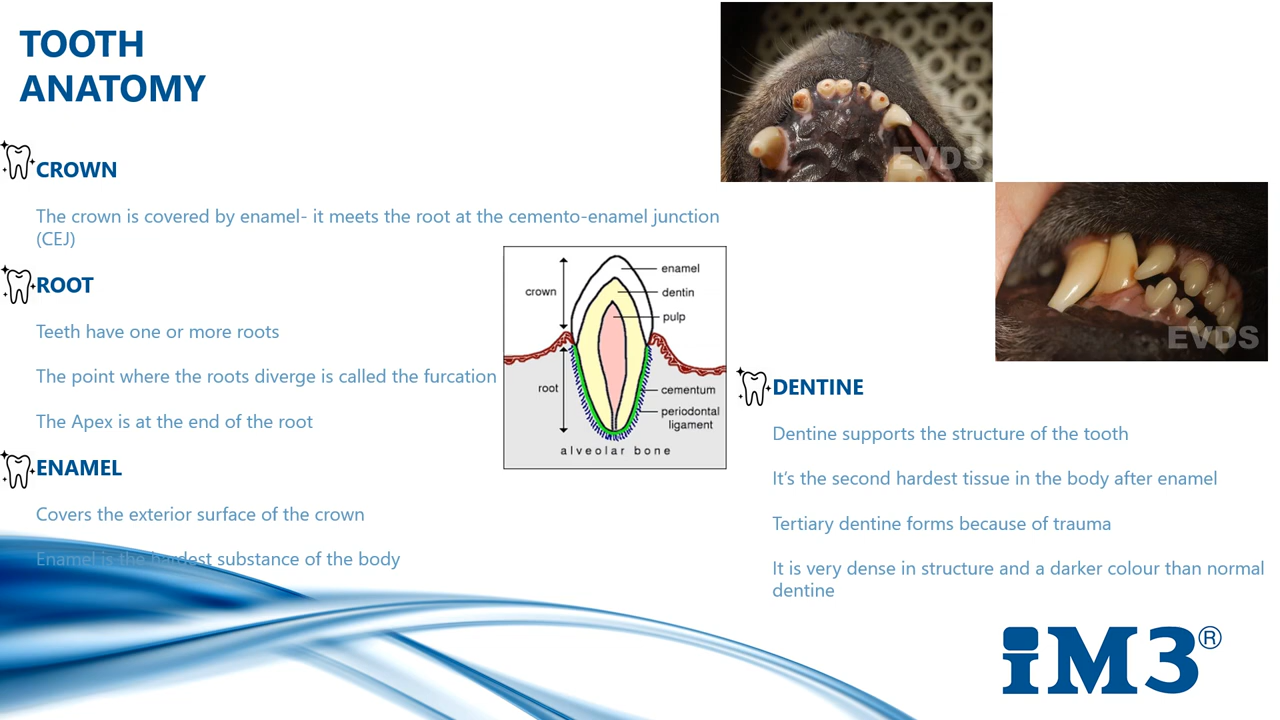 TOOTH
ANATOMY
CROWN
The crown is covered by enamel- it meets the root at the cemento-enamel junction
(CEJ)
ROOT
Teeth have one or more roots
The point where the roots diverge is called the furcation
The Apex is at the end of the root
ENAMEL
Covers the exterior surface of the crown
Enamel is the hardest substance of the body
enamel
crown
dentin
pulp
root
cementum
periodontal
ligament
alveolar bone
EVDS
EVDS
DENTINE
Dentine supports the structure of the tooth
It's the second hardest tissue in the body after enamel
Tertiary dentine forms because of trauma
It is very dense in structure and a darker colour than normal
dentine
iM3®